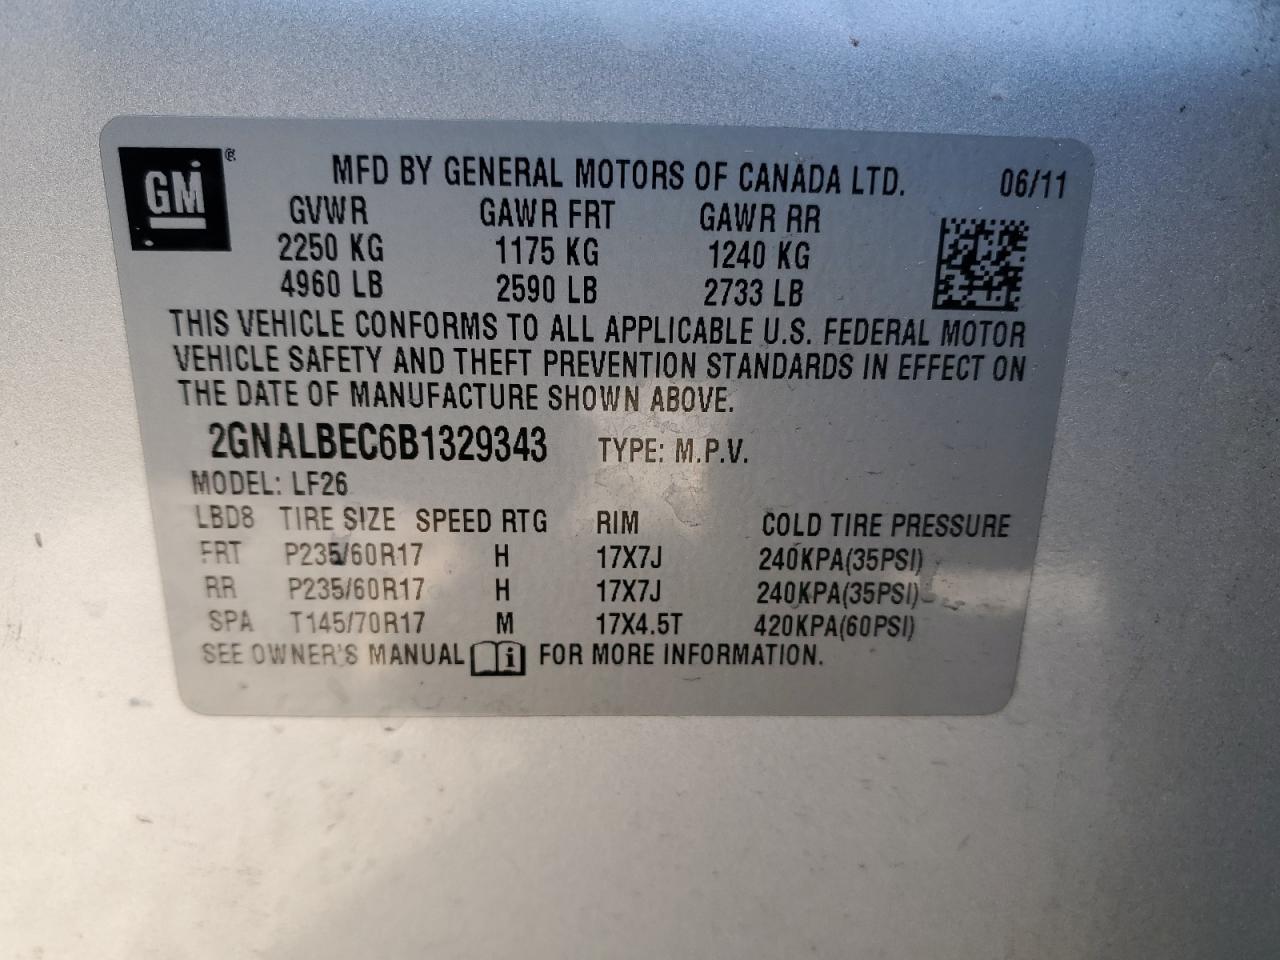 GM ® MFD BY GENERAL MOTORS OF CANADA LTD. 06/11
GVWR GAWR FRT GAWR RR
2250 KG 1175 KG 1240 KG
4960 LB 2590 LB 2733 LB
THIS VEHICLE CONFORMS TO ALL APPLICABLE U.S. FEDERAL MOTOR
VEHICLE SAFETY AND THEFT PREVENTION STANDARDS IN EFFECT ON
THE DATE OF MANUFACTURE SHOWN ABOVE.
2GNALBEC6B1329343 TYPE: M.P.V.
MODEL: LF26
LBD8 TIRE SIZE SPEED RTG RIM COLD TIRE PRESSURE
FRT P235/60R17 H 17X7J 240KPA(35PSI)
RR P235/60R17 H 17X7J 240KPA(35PSI)
SPA T145/70R17 M 17X4.5T 420KPA(60PSI)
SEE OWNER'S MANUAL i FOR MORE INFORMATION.